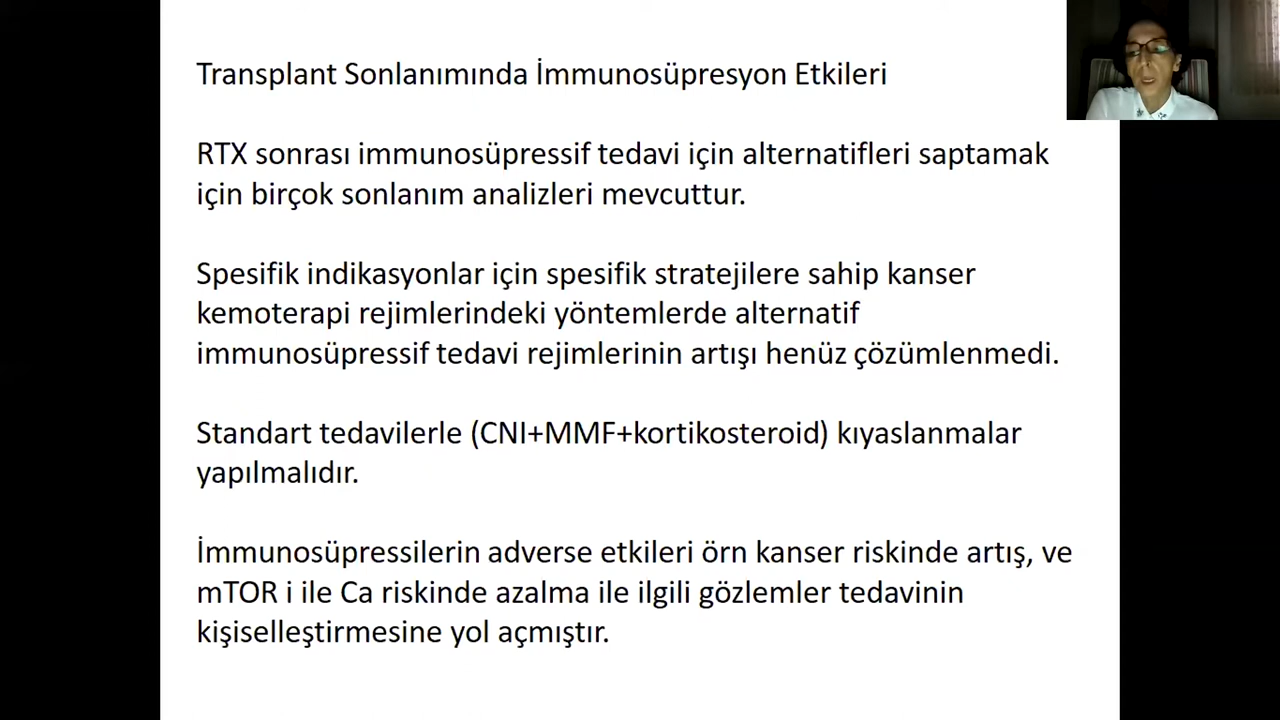 Transplant Sonlanımında İmmunosüpresyon Etkileri
RTX sonrası immunosüpressif tedavi için alternatifleri saptamak
için birçok sonlanım analizleri mevcuttur.
Spesifik indikasyonlar için spesifik stratejilere sahip kanser
kemoterapi rejimlerindeki yöntemlerde alternatif
immunosüpressif tedavi rejimlerinin artışı henüz çözümlenmedi.
Standart tedavilerle (CNI+MMF+kortikosteroid) kıyaslanmalar
yapılmalıdır.
İmmunosüpressilerin adverse etkileri örn kanser riskinde artış, ve
mTOR i ile Ca riskinde azalma ile ilgili gözlemler tedavinin
kişiselleştirmesine yol açmıştır.